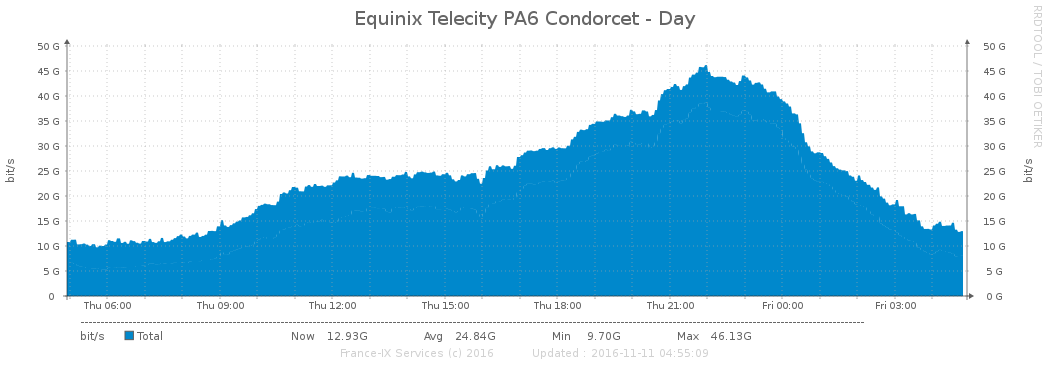 Equinix Telecity PA6 Condorcet - Day
RRDTOOL / TOBI OETIKER
50 G 50 G
45 G 45 G
40 G 40 G
35 G 35 G
30 G 30 G
25 G 25 G
20 G 20 G
15 G 15 G
10 G 10 G
5 G 5 G
0 0 G
bit/s
bit/s
Thu 06:00 Thu 09:00 Thu 12:00 Thu 15:00 Thu 18:00 Thu 21:00 Fri 00:00 Fri 03:00
bit/s Total Now 12.93G Avg 24.84G Min 9.70G Max 46.13G
France-IX Services (c) 2016 Updated : 2016-11-11 04:55:09